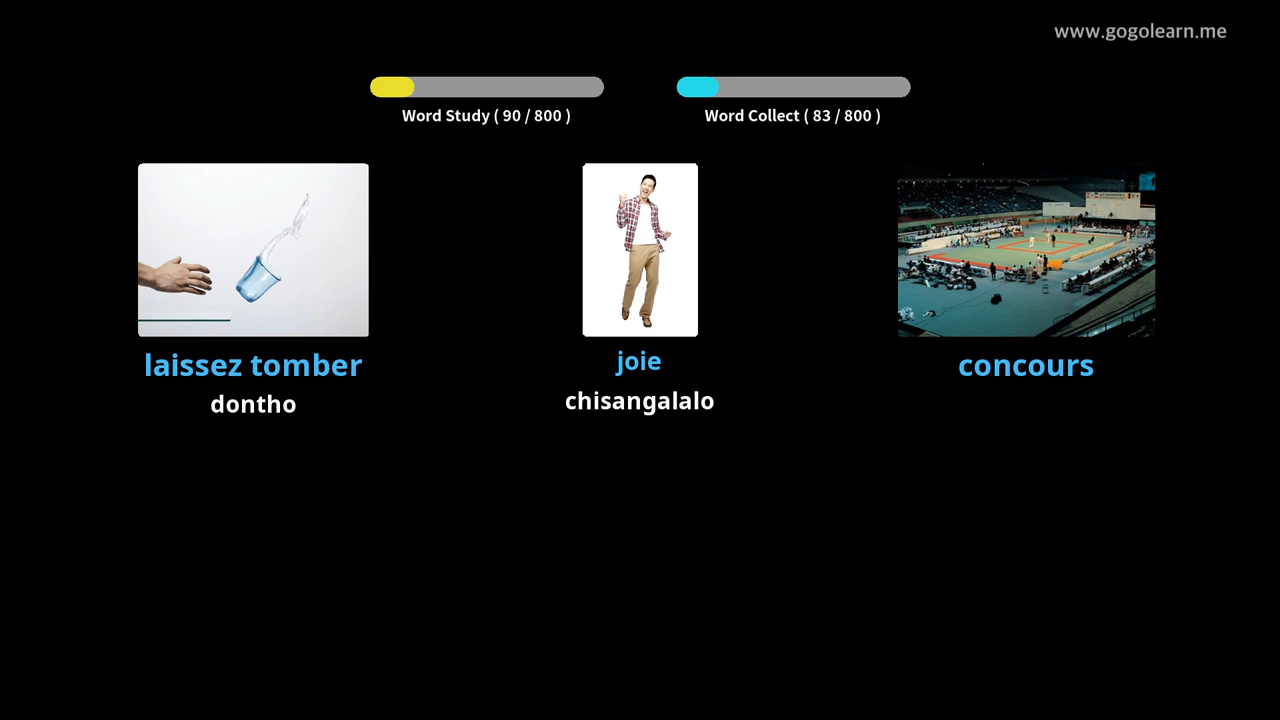 www.gogolearn.me
Word Study ( 90 / 800 )
Word Collect ( 83 / 800 )
laissez tomber
joie
concours
dontho
chisangalalo